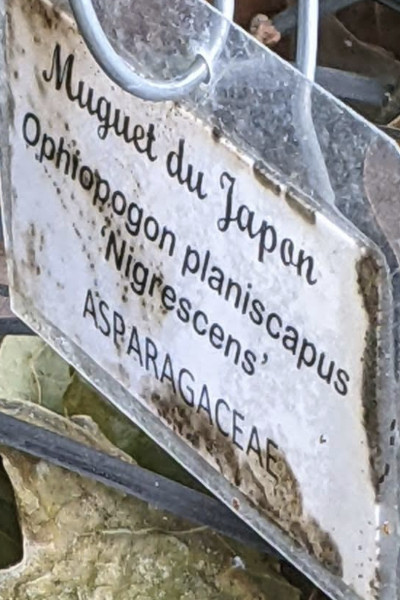 Muguet du Japon
Ophiopogon planiscapus
‘Nigrescens’
ASPARAGACEAE